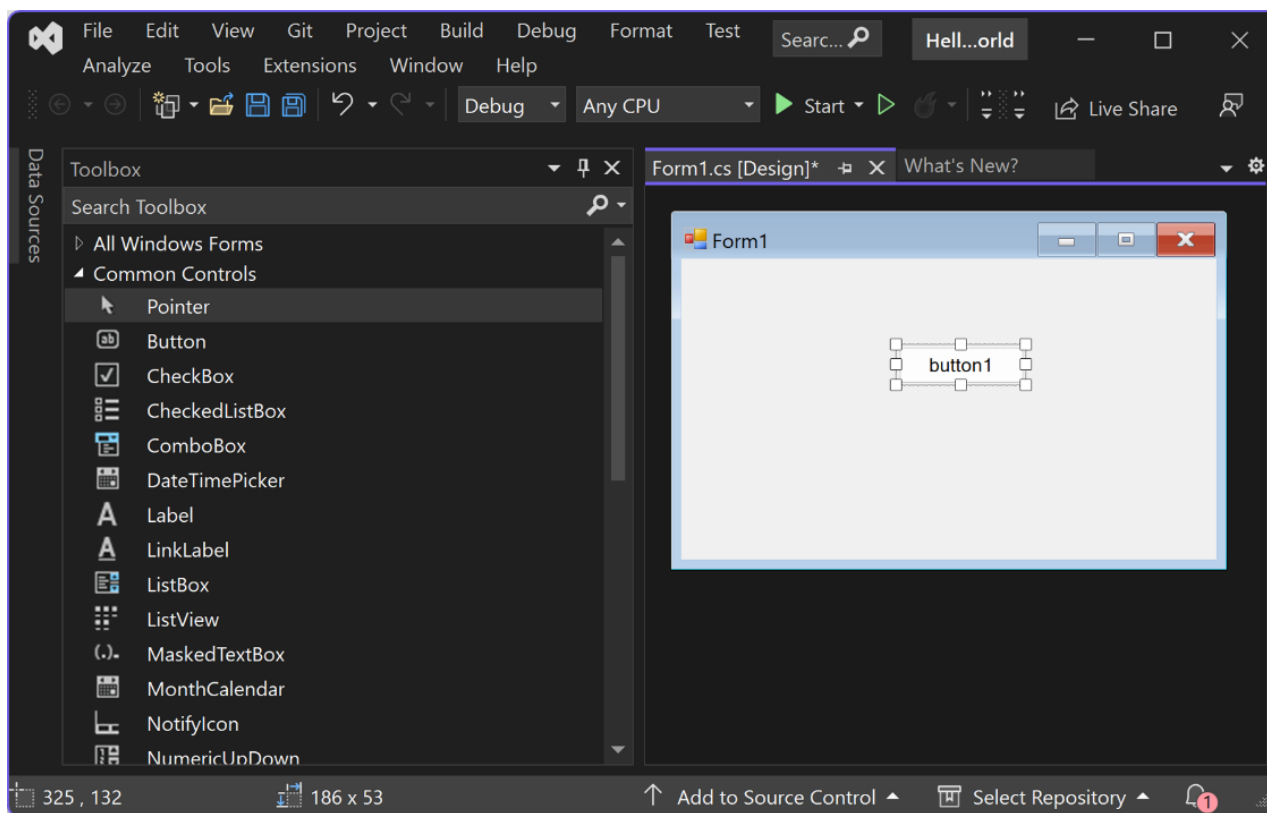 File Edit View Git Project Build Debug Format Test Searc... Hell...orld
Analyze Tools Extensions Window Help
Debug Any CPU Start Live Share
Data Sources
Toolbox
Search Toolbox
All Windows Forms
Common Controls
Pointer
Button
CheckBox
CheckedListBox
ComboBox
DateTimePicker
Label
LinkLabel
ListBox
ListView
MaskedTextBox
MonthCalendar
NotifyIcon
NumericUpDown
Form1.cs [Design]* What's New?
Form1
button1
325 , 132 186 x 53 Add to Source Control Select Repository 1